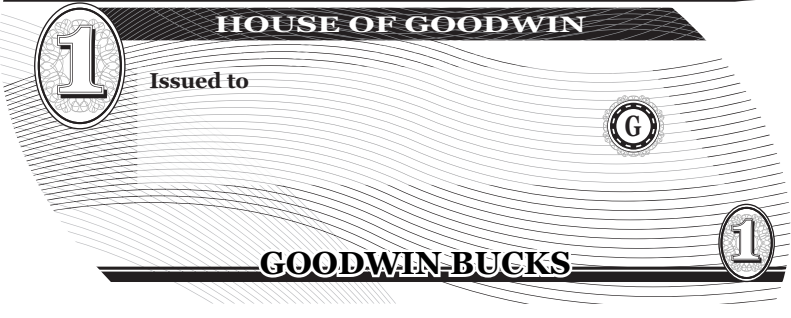 HOUSE OF GOODWIN
1
Issued to
G
1
GOODWIN BUCKS